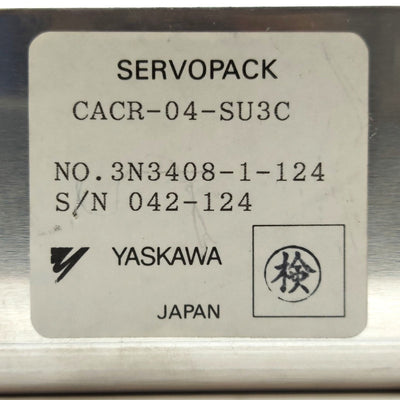 SERVOPACK
CACR-04-SU3C
NO.3N3408-1-124
S/N 042-124
YASKAWA
検
JAPAN